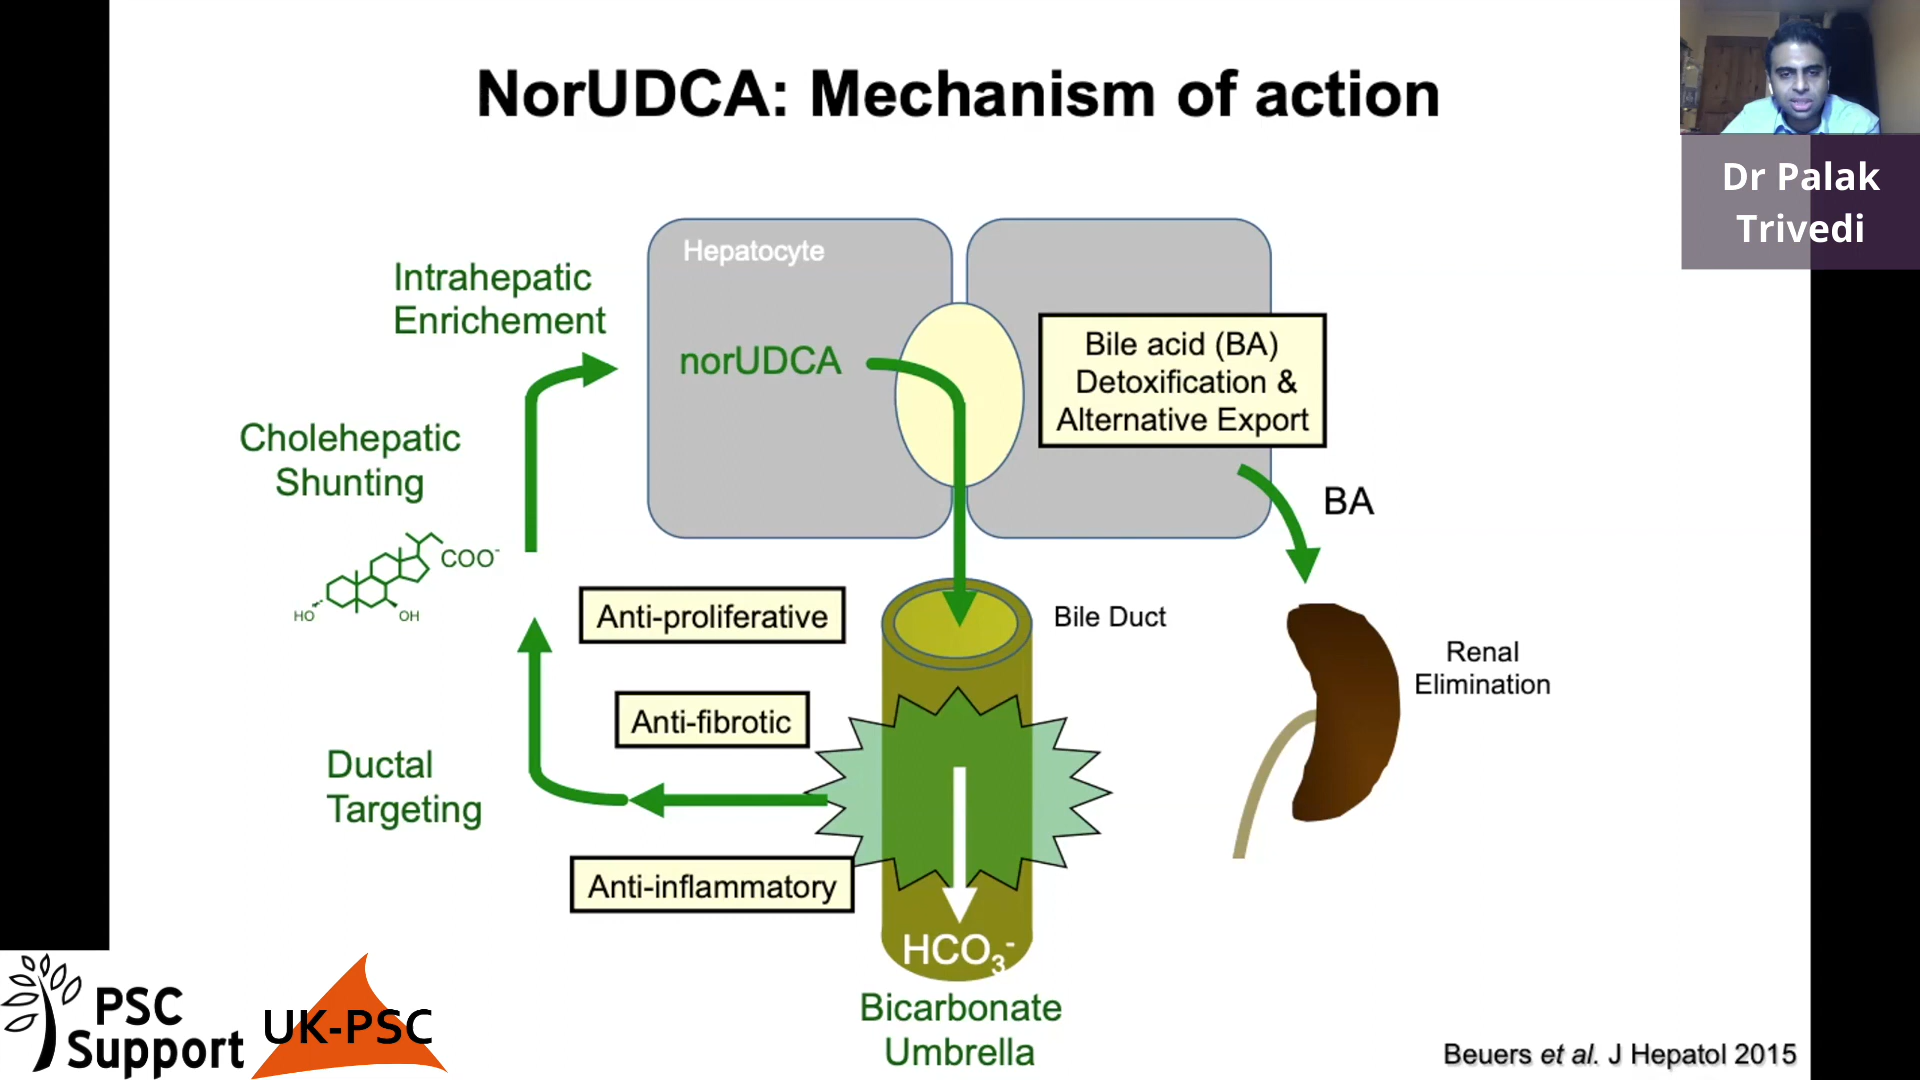 NorUDCA: Mechanism of action
Dr Palak
Trivedi
Hepatocyte
Intrahepatic
Enrichement
norUDCA
Bile acid (BA)
Detoxification &
Alternative Export
Cholehepatic
Shunting
BA
COO⁻
HO
OH
Anti-proliferative
Bile Duct
Renal
Elimination
Anti-fibrotic
Ductal
Targeting
Anti-inflammatory
HCO₃⁻
Bicarbonate
Umbrella
PSC
Support
UK-PSC
Beuers et al. J Hepatol 2015